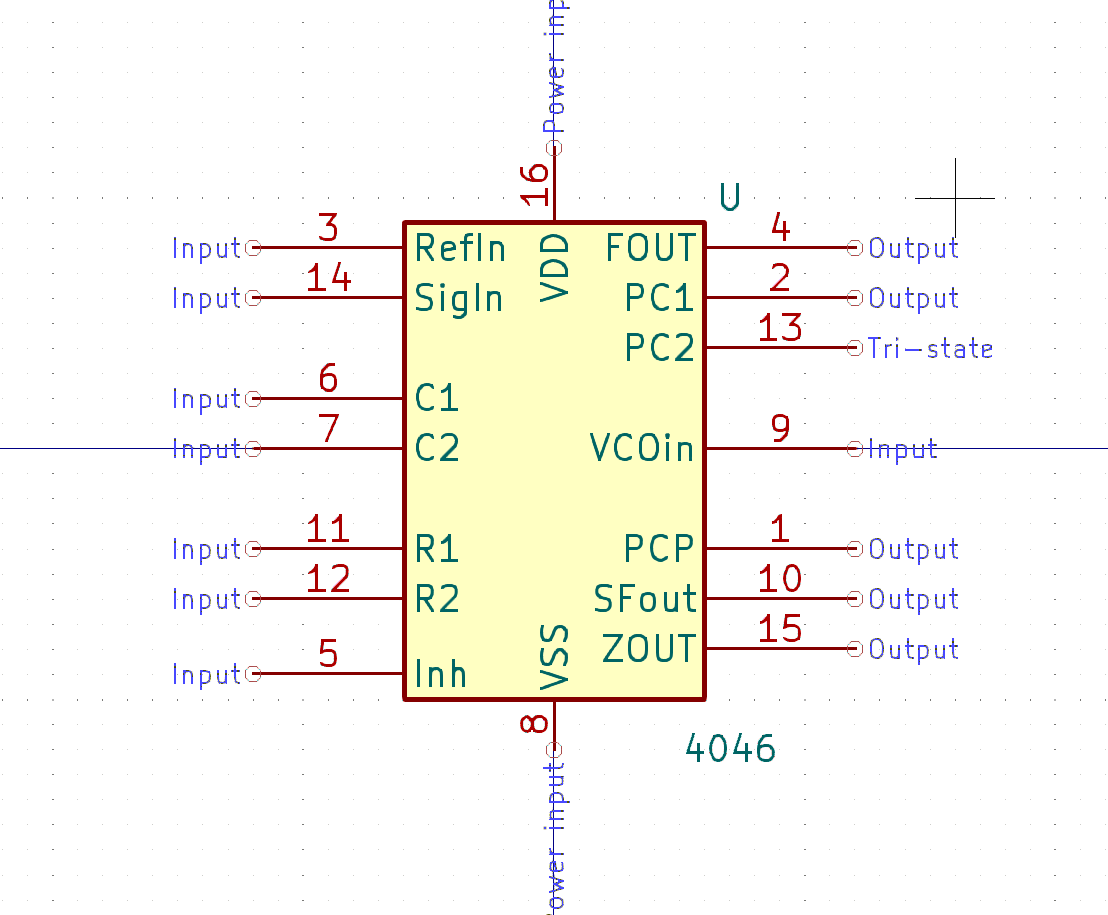 Power inp
16
U
Input 3 RefIn VDD FOUT 4 Output
Input 14 SigIn PC1 2 Output
PC2 13 Tri-state
Input 6 C1
Input 7 C2 VCOin 9 Input
Input 11 R1 PCP 1 Output
Input 12 R2 SFout 10 Output
ZOUT 15 Output
Input 5 Inh VSS
8
4046
ower input